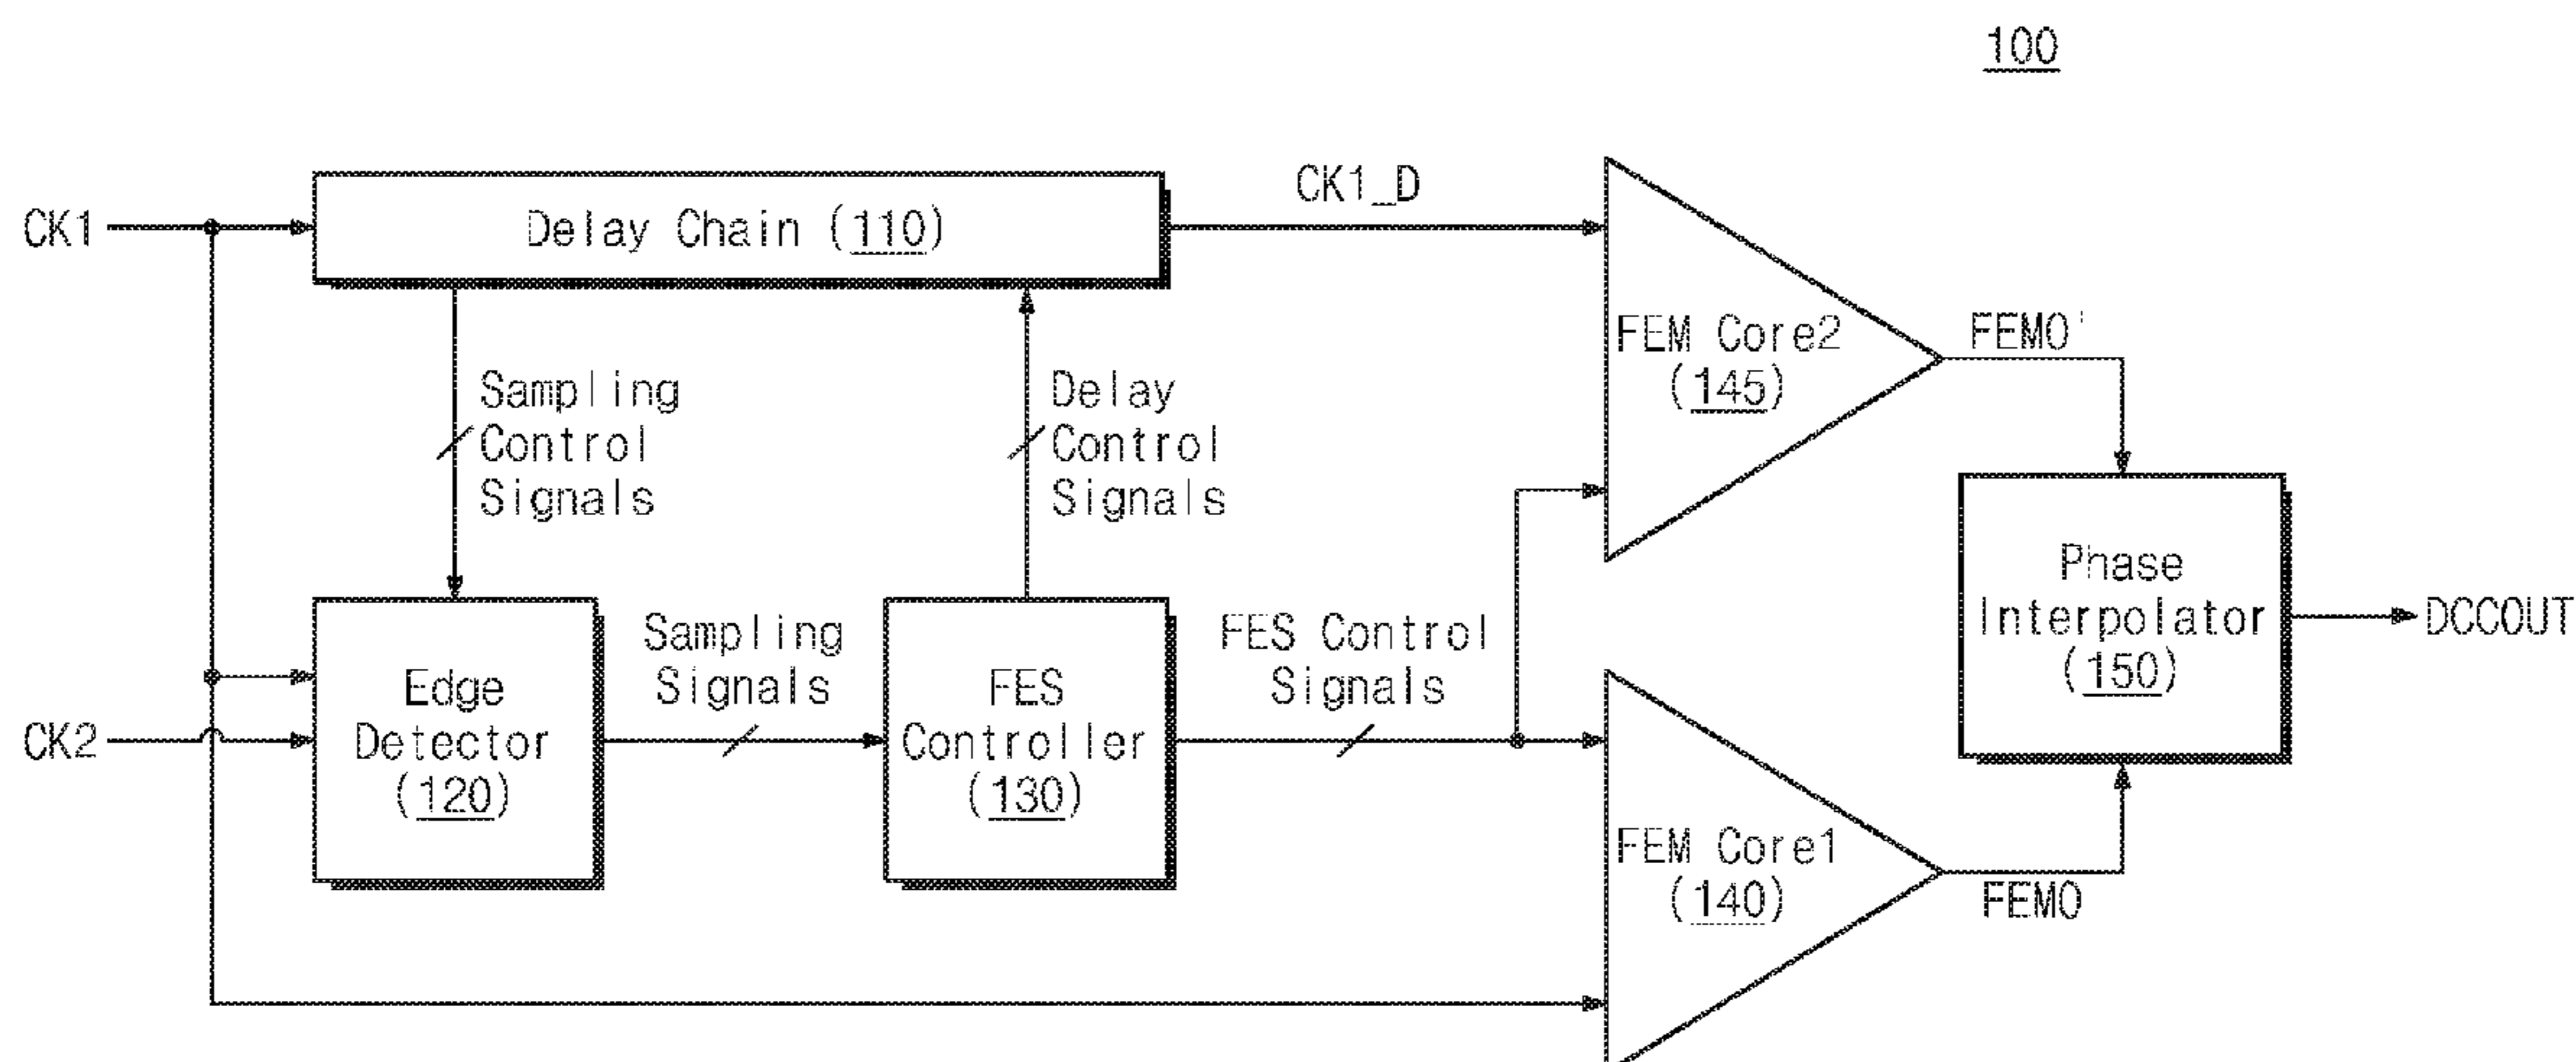 100
CK1
Delay Chain (110)
CK1_D
FEM Core2
(145)
FEMO'
Sampling
Control
Signals
Delay
Control
Signals
Phase
Interpolator
(150)
DCCOUT
CK2
Edge
Detector
(120)
Sampling
Signals
FES
Controller
(130)
FES Control
Signals
FEM Core1
(140)
FEMO